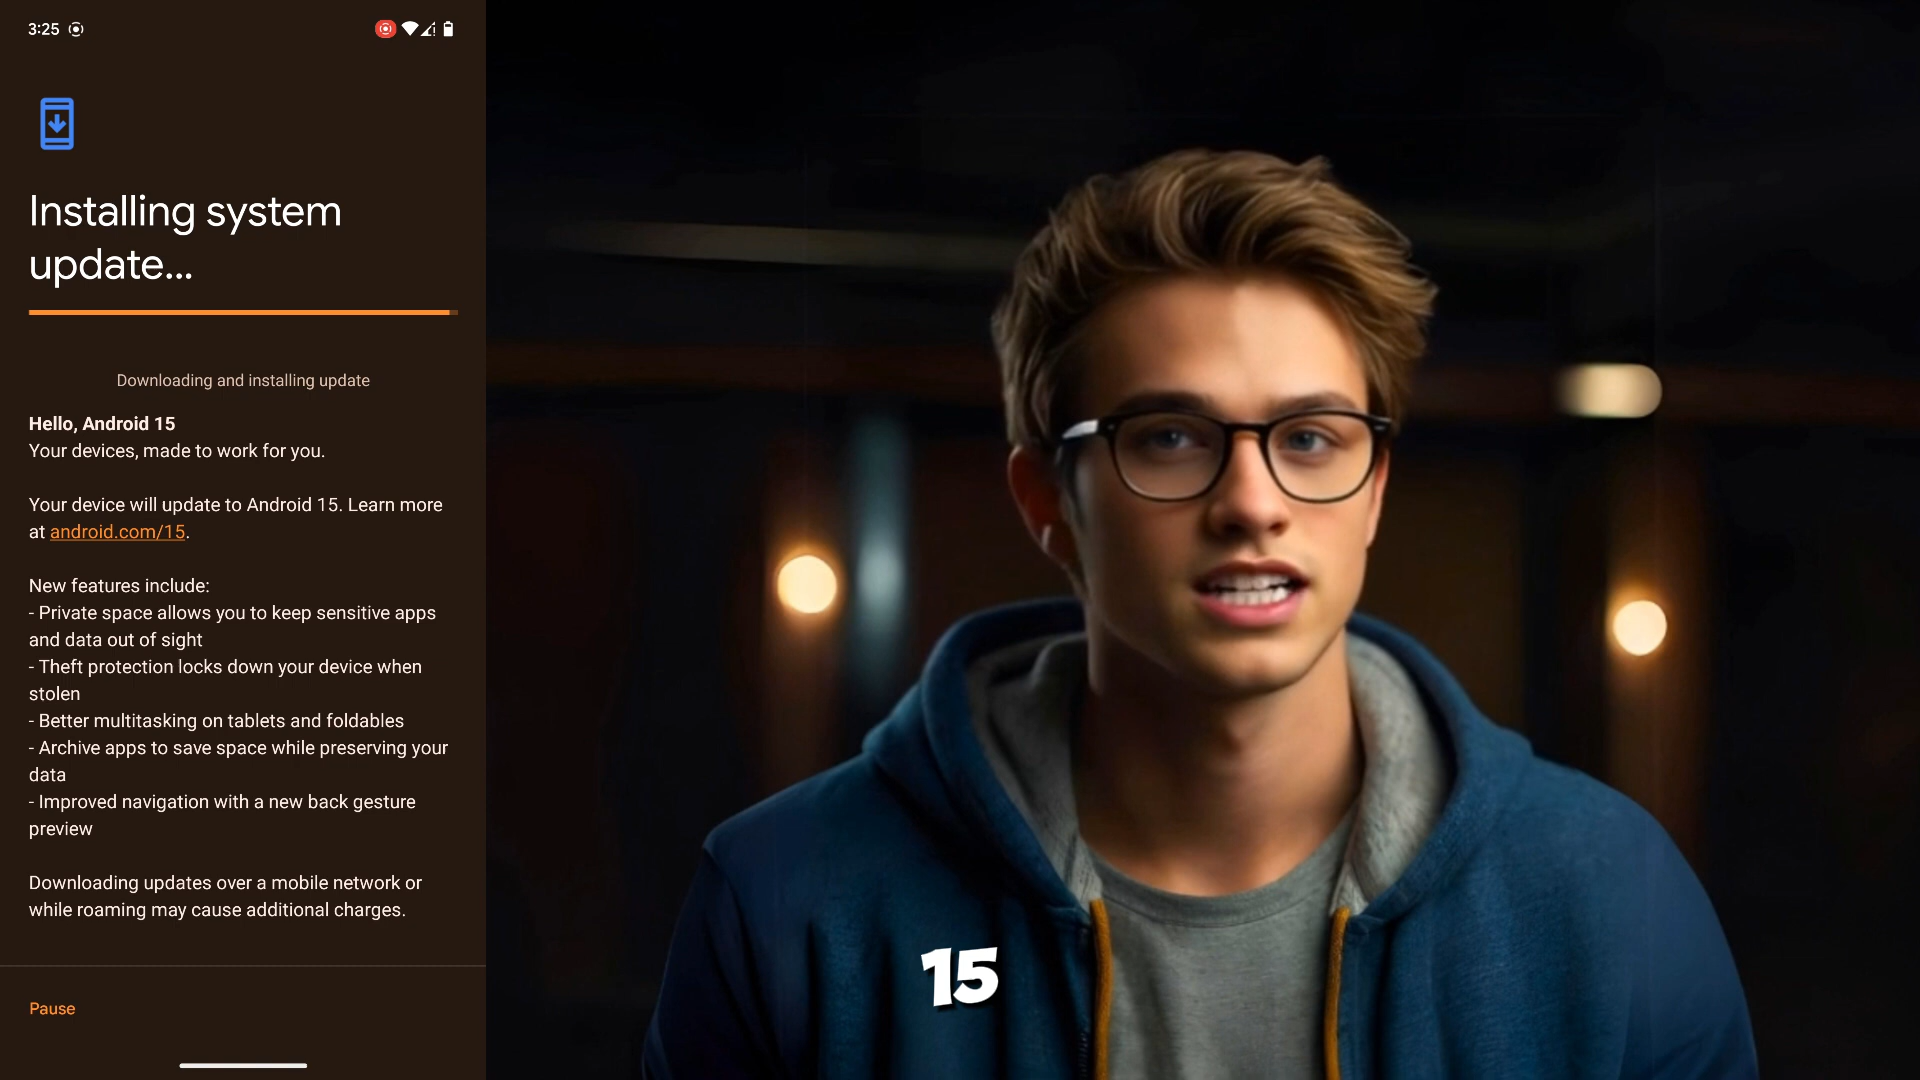 3:25
Installing system
update...
Downloading and installing update
Hello, Android 15
Your devices, made to work for you.
Your device will update to Android 15. Learn more
at android.com/15.
New features include:
- Private space allows you to keep sensitive apps
and data out of sight
- Theft protection locks down your device when
stolen
- Better multitasking on tablets and foldables
- Archive apps to save space while preserving your
data
- Improved navigation with a new back gesture
preview
Downloading updates over a mobile network or
while roaming may cause additional charges.
15
Pause